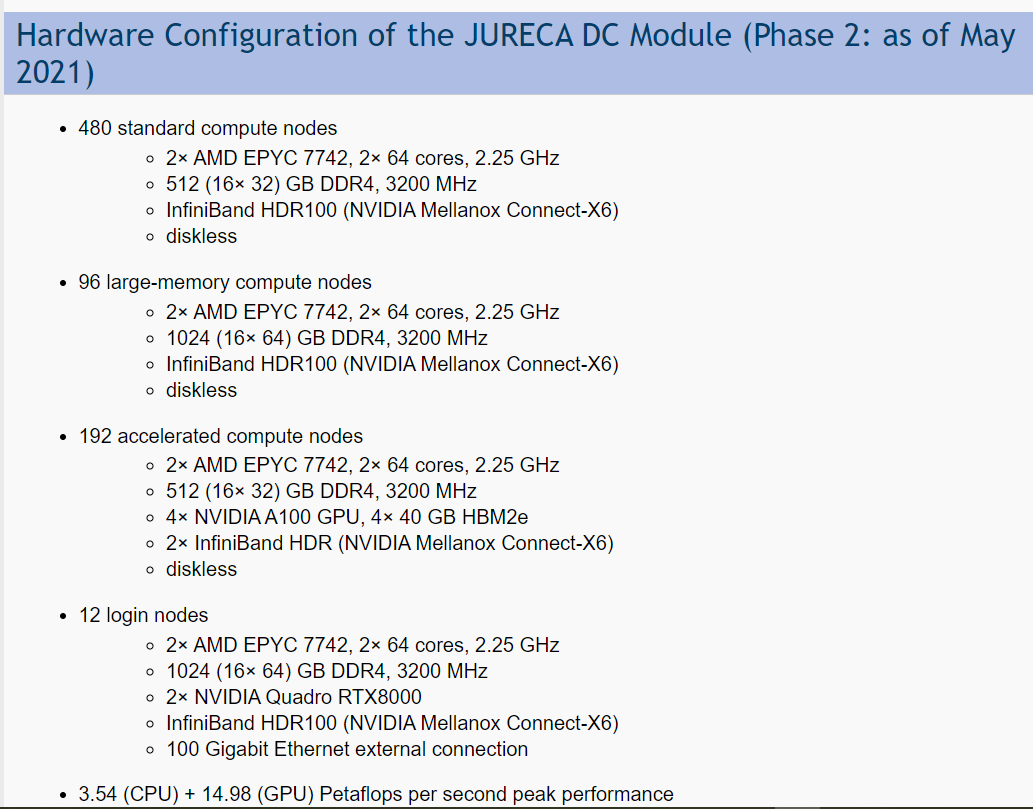 Hardware Configuration of the JURECA DC Module (Phase 2: as of May
2021)
480 standard compute nodes
2× AMD EPYC 7742, 2× 64 cores, 2.25 GHz
512 (16× 32) GB DDR4, 3200 MHz
InfiniBand HDR100 (NVIDIA Mellanox Connect-X6)
diskless
96 large-memory compute nodes
2× AMD EPYC 7742, 2× 64 cores, 2.25 GHz
1024 (16× 64) GB DDR4, 3200 MHz
InfiniBand HDR100 (NVIDIA Mellanox Connect-X6)
diskless
192 accelerated compute nodes
2× AMD EPYC 7742, 2× 64 cores, 2.25 GHz
512 (16× 32) GB DDR4, 3200 MHz
4× NVIDIA A100 GPU, 4× 40 GB HBM2e
2× InfiniBand HDR (NVIDIA Mellanox Connect-X6)
diskless
12 login nodes
2× AMD EPYC 7742, 2× 64 cores, 2.25 GHz
1024 (16× 64) GB DDR4, 3200 MHz
2× NVIDIA Quadro RTX8000
InfiniBand HDR100 (NVIDIA Mellanox Connect-X6)
100 Gigabit Ethernet external connection
3.54 (CPU) + 14.98 (GPU) Petaflops per second peak performance